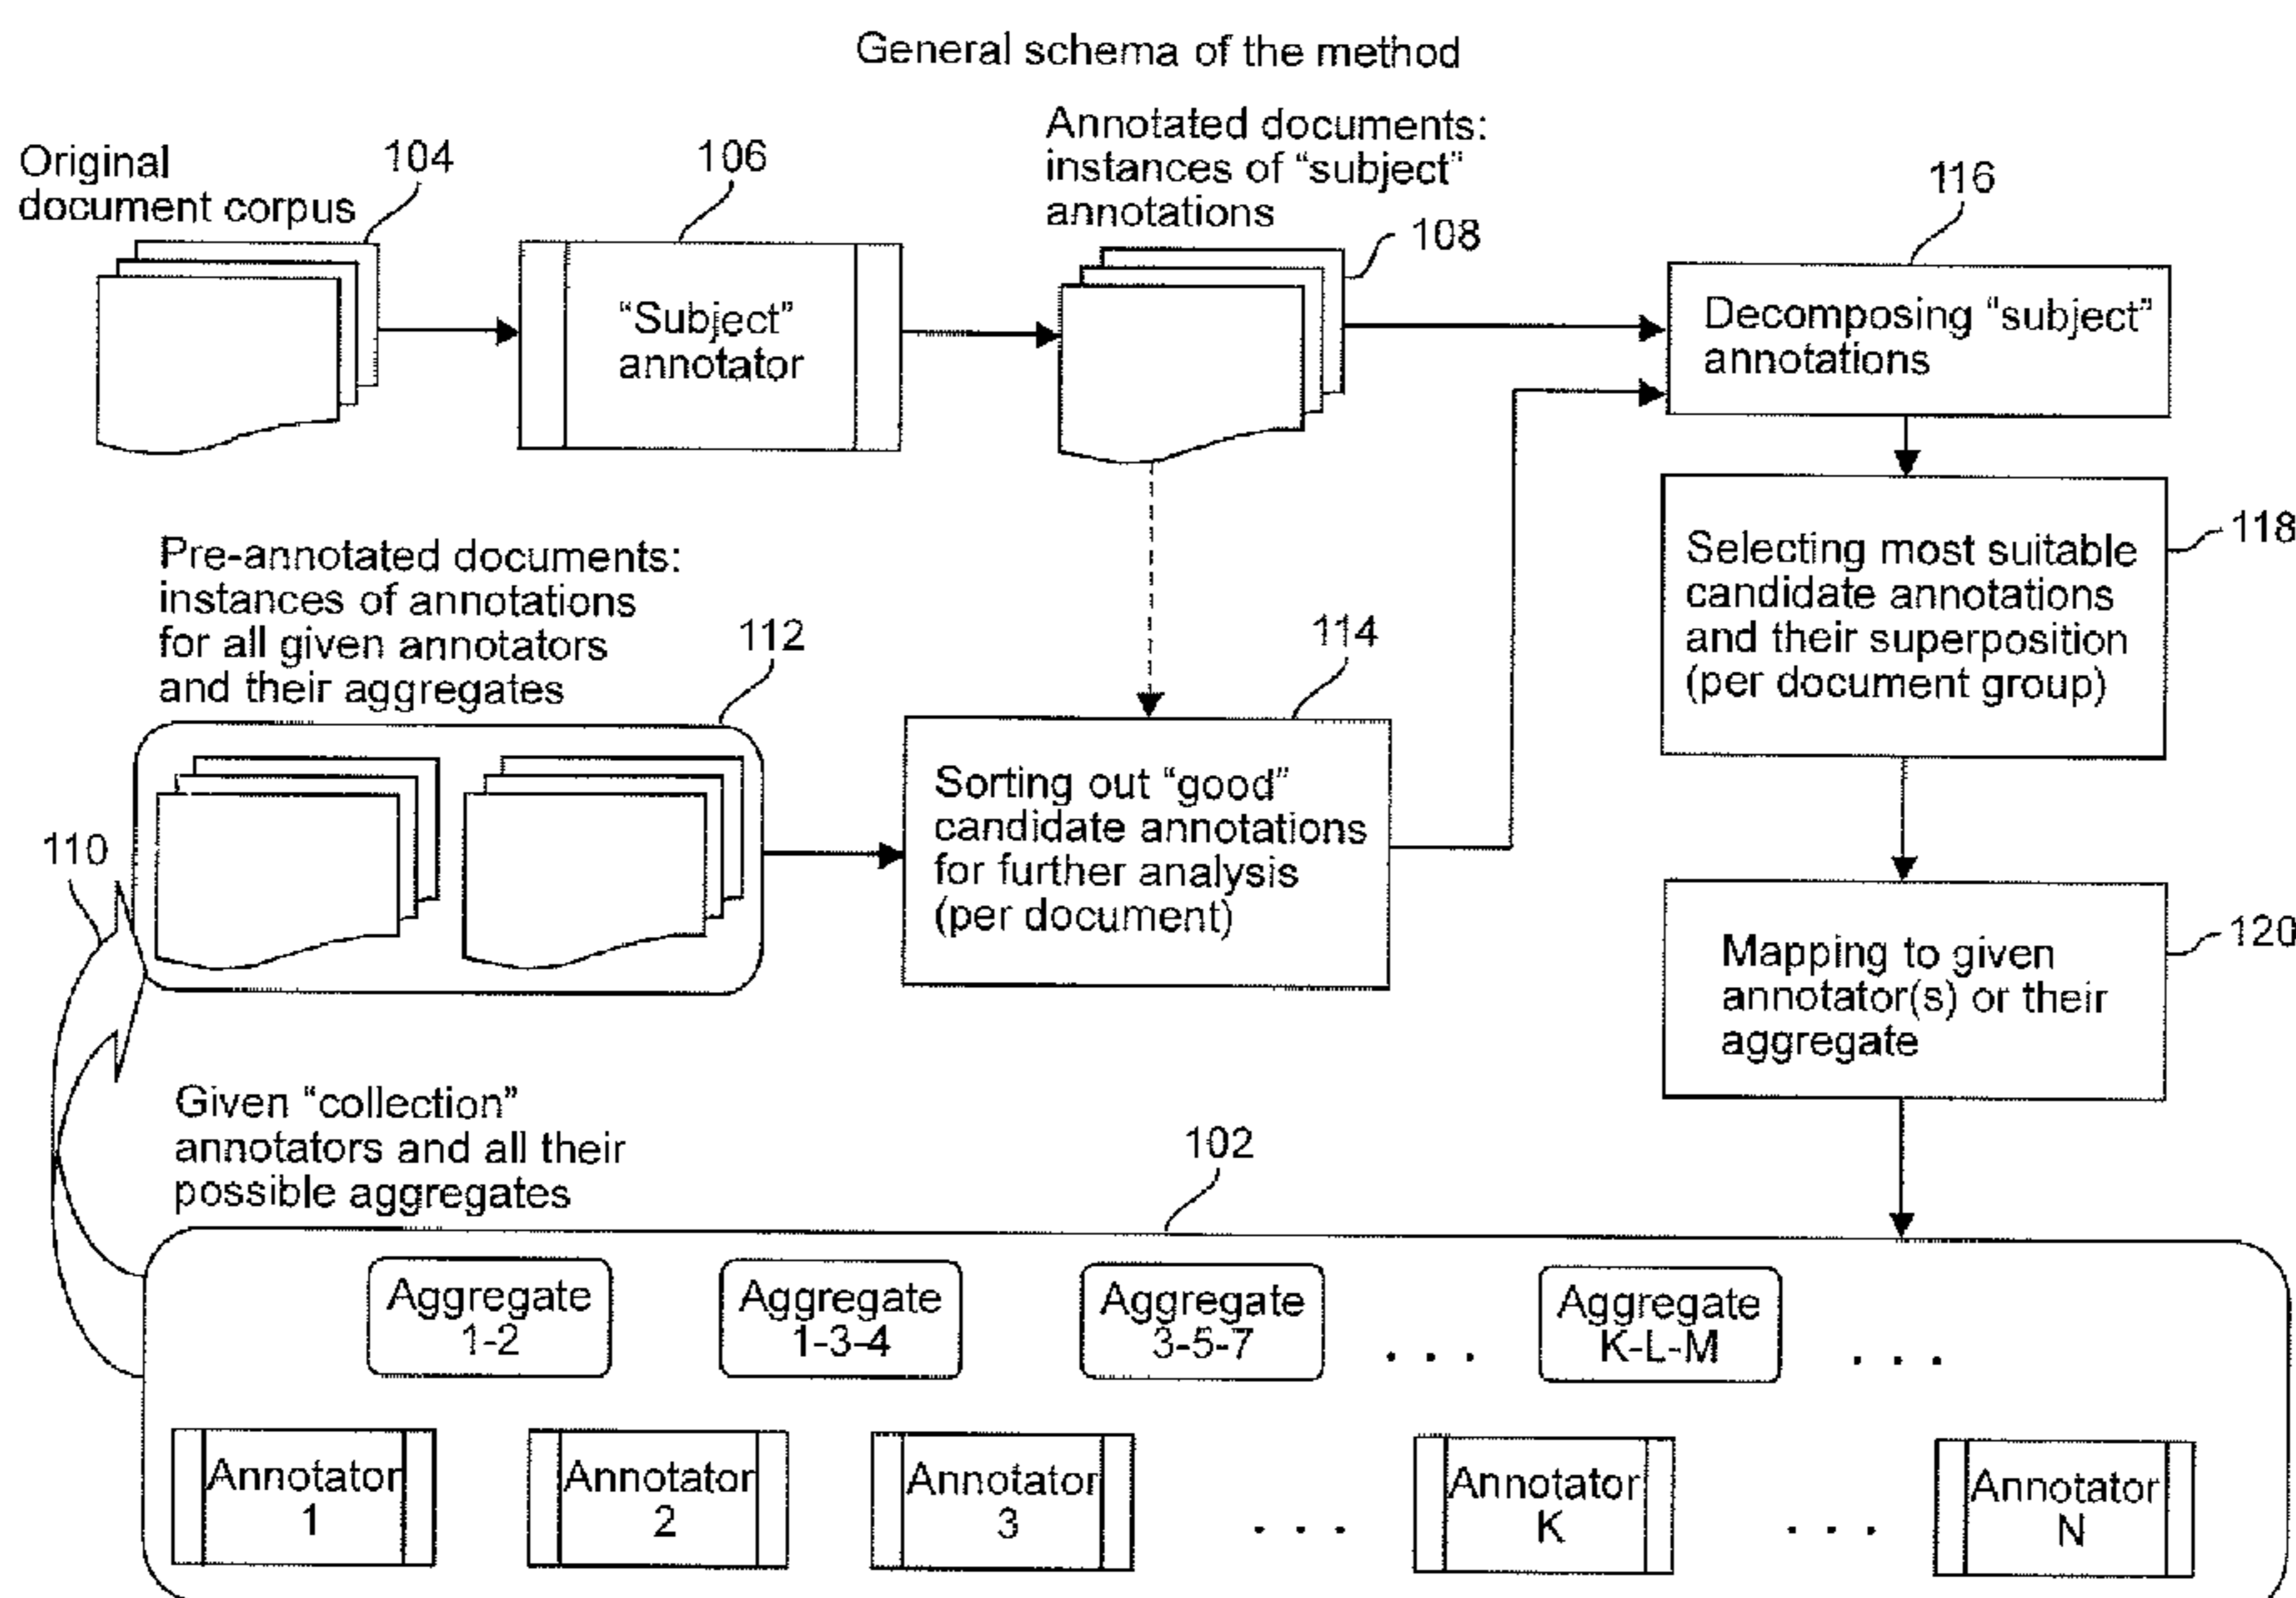 General schema of the method
Original
document corpus
104
106
"Subject"
annotator
Annotated documents:
instances of "subject"
annotations
108
116
Decomposing "subject"
annotations
118
Selecting most suitable
candidate annotations
and their superposition
(per document group)
Pre-annotated documents:
instances of annotations
for all given annotators
and their aggregates
112
114
Sorting out "good"
candidate annotations
for further analysis
(per document)
110
120
Mapping to given
annotator(s) or their
aggregate
Given "collection"
annotators and all their
possible aggregates
102
Aggregate
1-2
Aggregate
1-3-4
Aggregate
3-5-7
. . .
Aggregate
K-L-M
. . .
Annotator
1
Annotator
2
Annotator
3
. . .
Annotator
K
. . .
Annotator
N